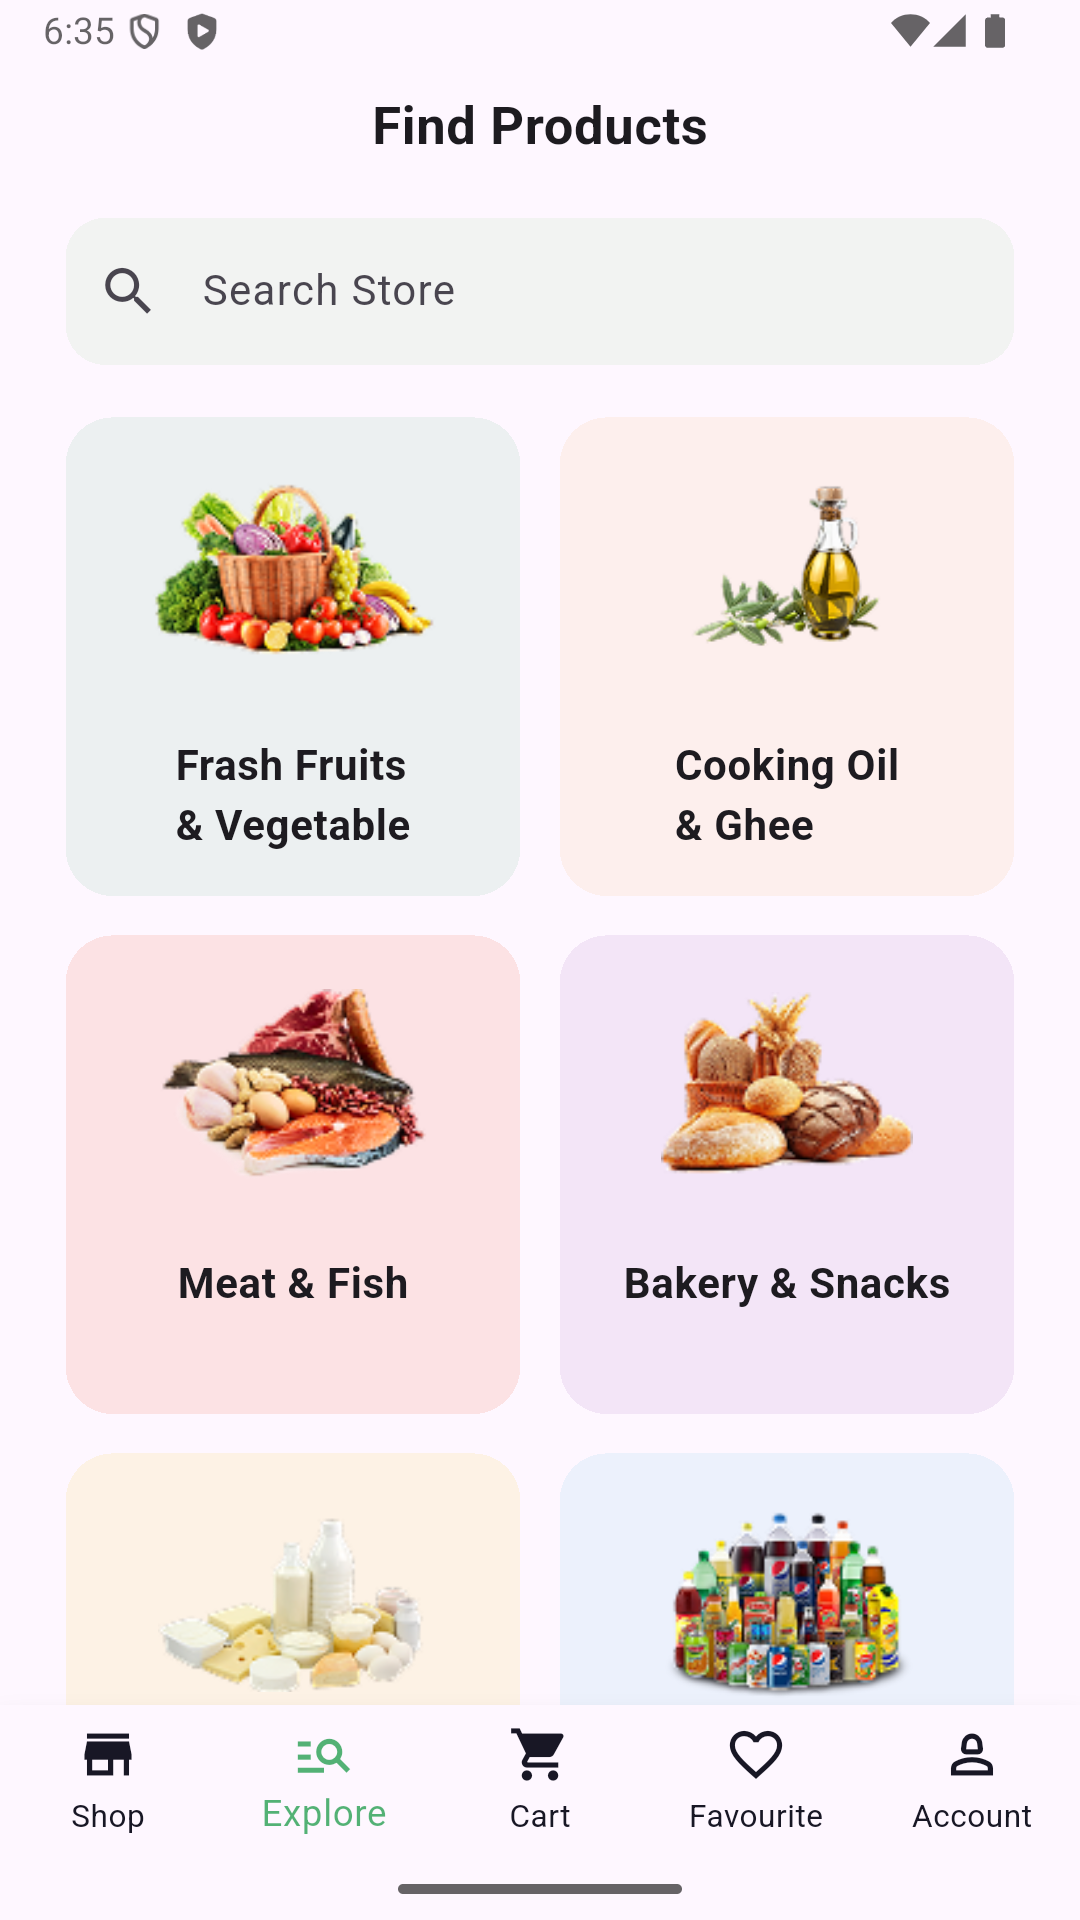 6:35
Find Products
Search Store
Frash Fruits
& Vegetable
Cooking Oil
& Ghee
Meat & Fish
Bakery & Snacks
Shop
Explore
Cart
Favourite
Account